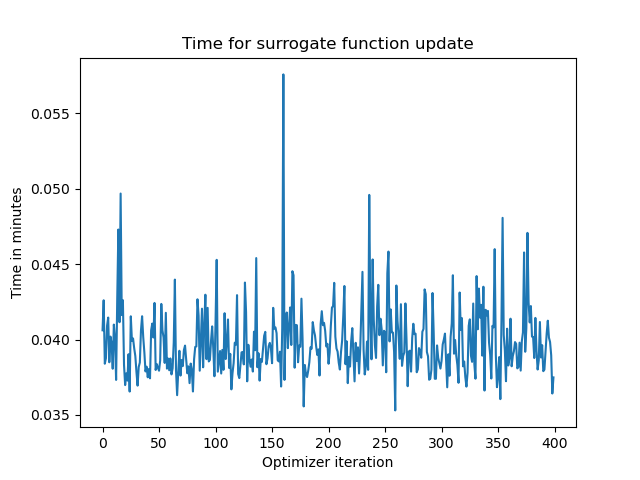 Time for surrogate function update
Time in minutes
0.055
0.050
0.045
0.040
0.035
0 50 100 150 200 250 300 350 400
Optimizer iteration